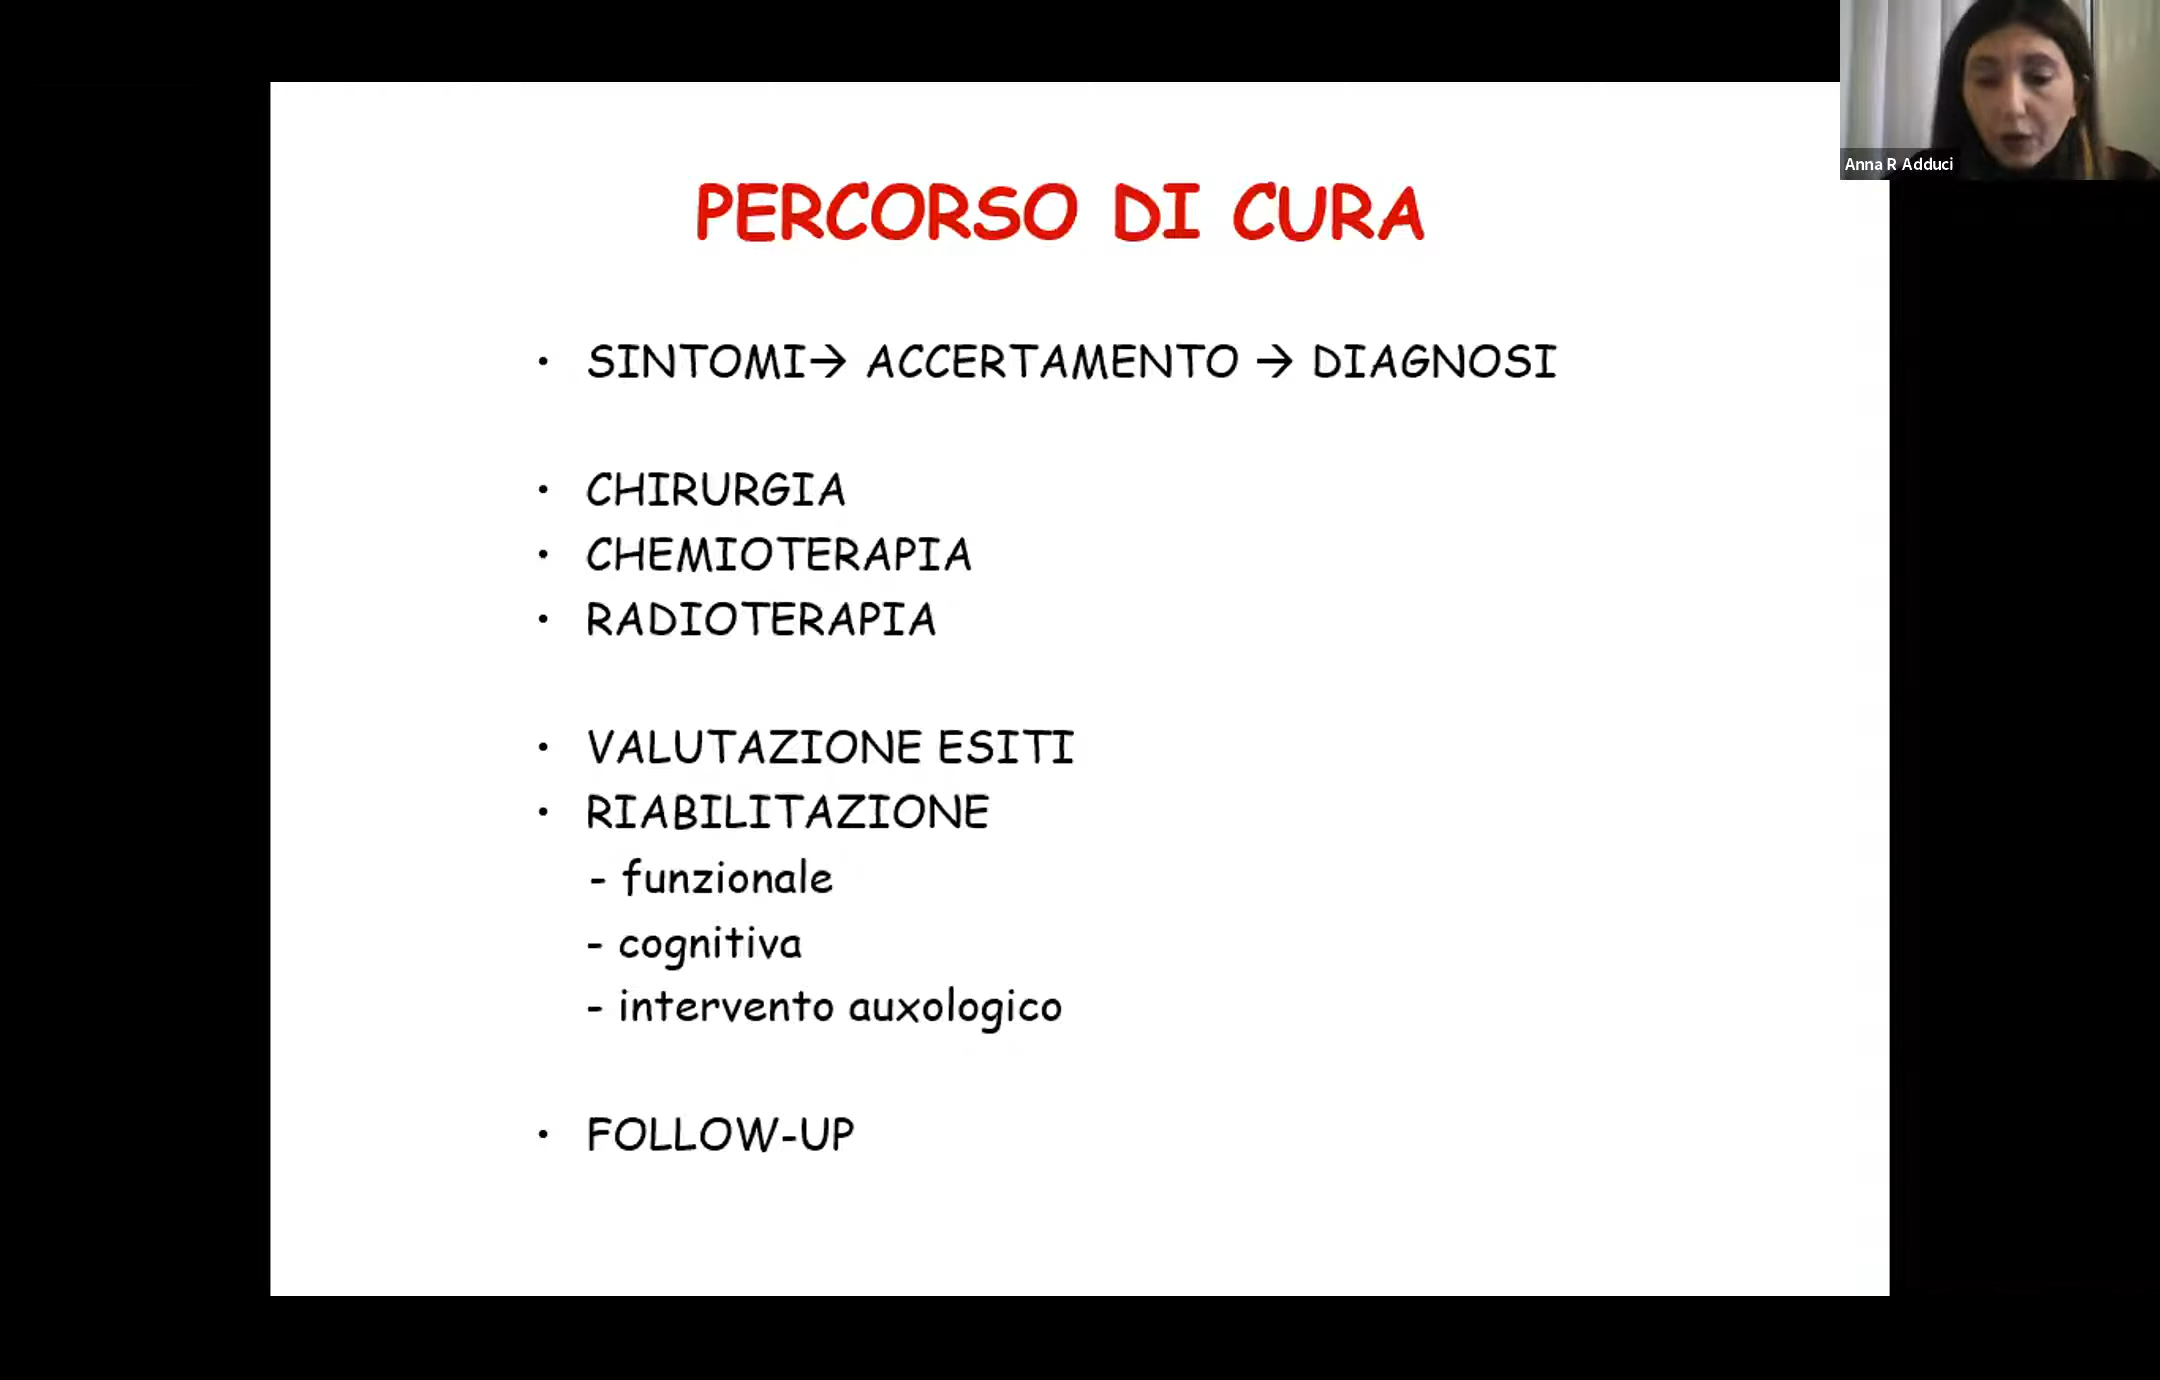 Anna R Adduci
PERCORSO DI CURA
• SINTOMI→ ACCERTAMENTO → DIAGNOSI
• CHIRURGIA
• CHEMIOTERAPIA
• RADIOTERAPIA
• VALUTAZIONE ESITI
• RIABILITAZIONE
- funzionale
- cognitiva
- intervento auxologico
• FOLLOW-UP